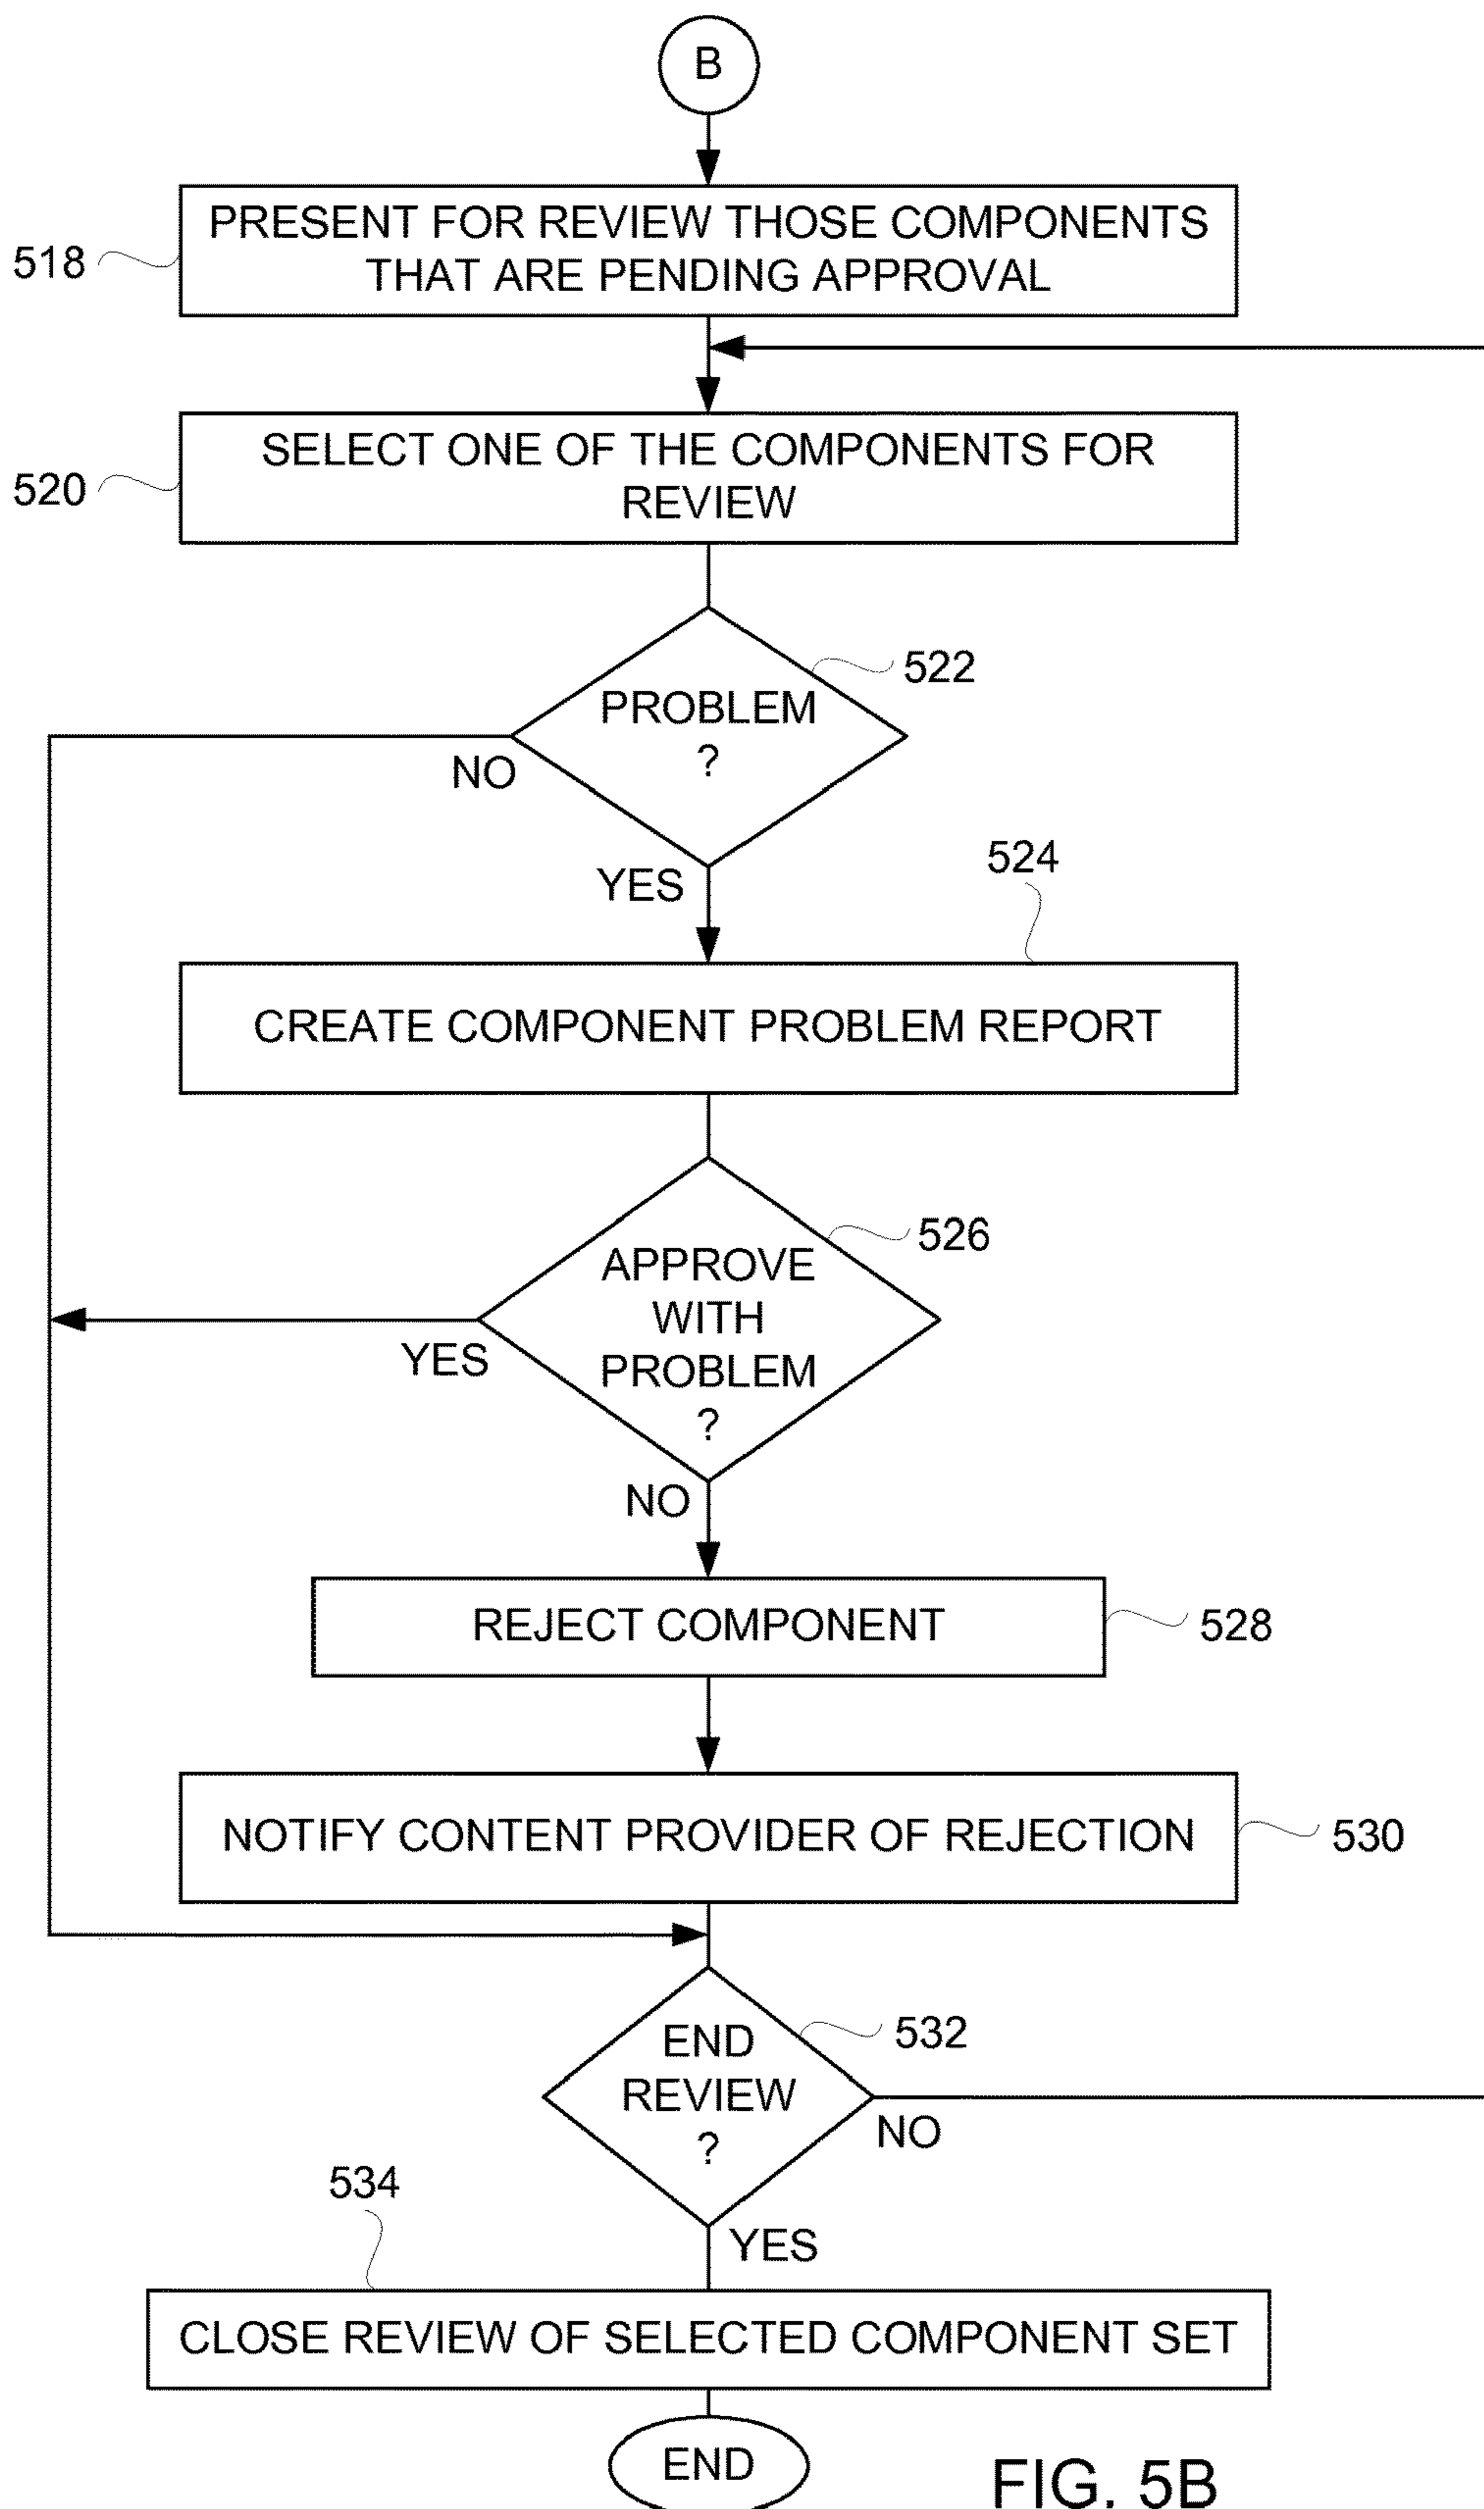 B
PRESENT FOR REVIEW THOSE COMPONENTS
THAT ARE PENDING APPROVAL
518
SELECT ONE OF THE COMPONENTS FOR
REVIEW
520
522
PROBLEM
?
NO
YES
524
CREATE COMPONENT PROBLEM REPORT
526
APPROVE
WITH
PROBLEM
?
YES
NO
REJECT COMPONENT
528
NOTIFY CONTENT PROVIDER OF REJECTION
530
532
END
REVIEW
?
NO
534
YES
CLOSE REVIEW OF SELECTED COMPONENT SET
END
FIG. 5B